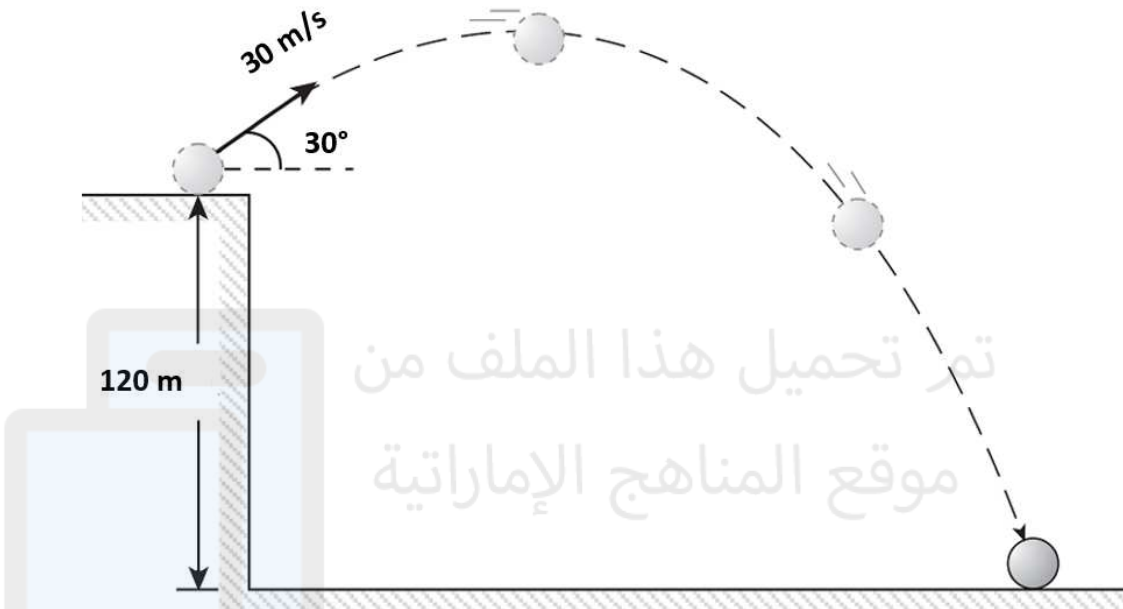 30 m/s
30°
120 m
تم تحميل هذا الملف من
موقع المناهج الإماراتية